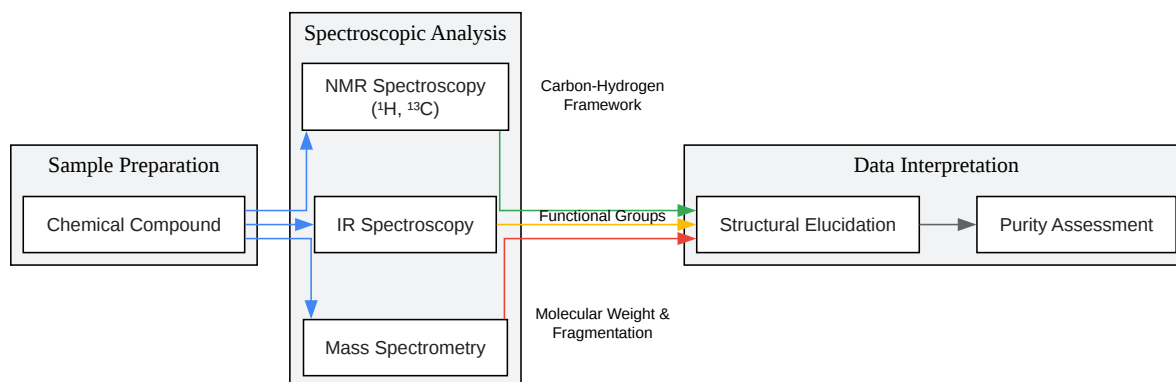 Spectroscopic Analysis
NMR Spectroscopy
(¹H, ¹³C)
Carbon-Hydrogen
Framework
Sample Preparation
Chemical Compound
IR Spectroscopy
Functional Groups
Data Interpretation
Structural Elucidation
Purity Assessment
Molecular Weight &
Fragmentation
Mass Spectrometry